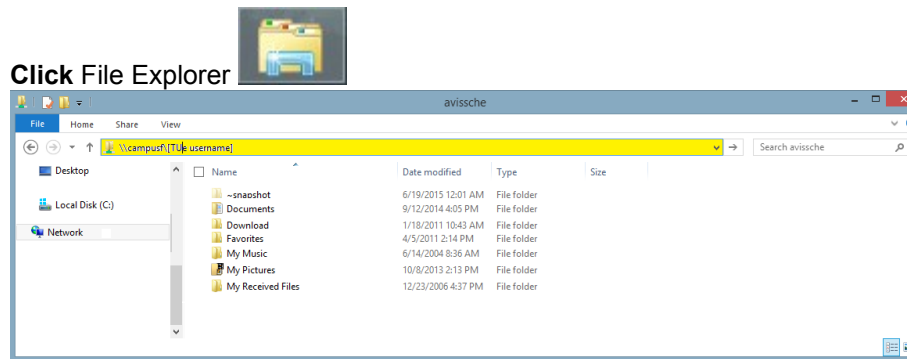 Click File Explorer
avissche
File Home Share View
\\campusf\[TUe username]
Search avissche
Desktop
Local Disk (C:)
Network
Name Date modified Type Size
~snapshot 6/19/2015 12:01 AM File folder
Documents 9/12/2014 4:05 PM File folder
Download 1/18/2011 10:43 AM File folder
Favorites 4/5/2011 2:14 PM File folder
My Music 6/14/2004 8:36 AM File folder
My Pictures 10/8/2013 2:13 PM File folder
My Received Files 12/23/2006 4:37 PM File folder